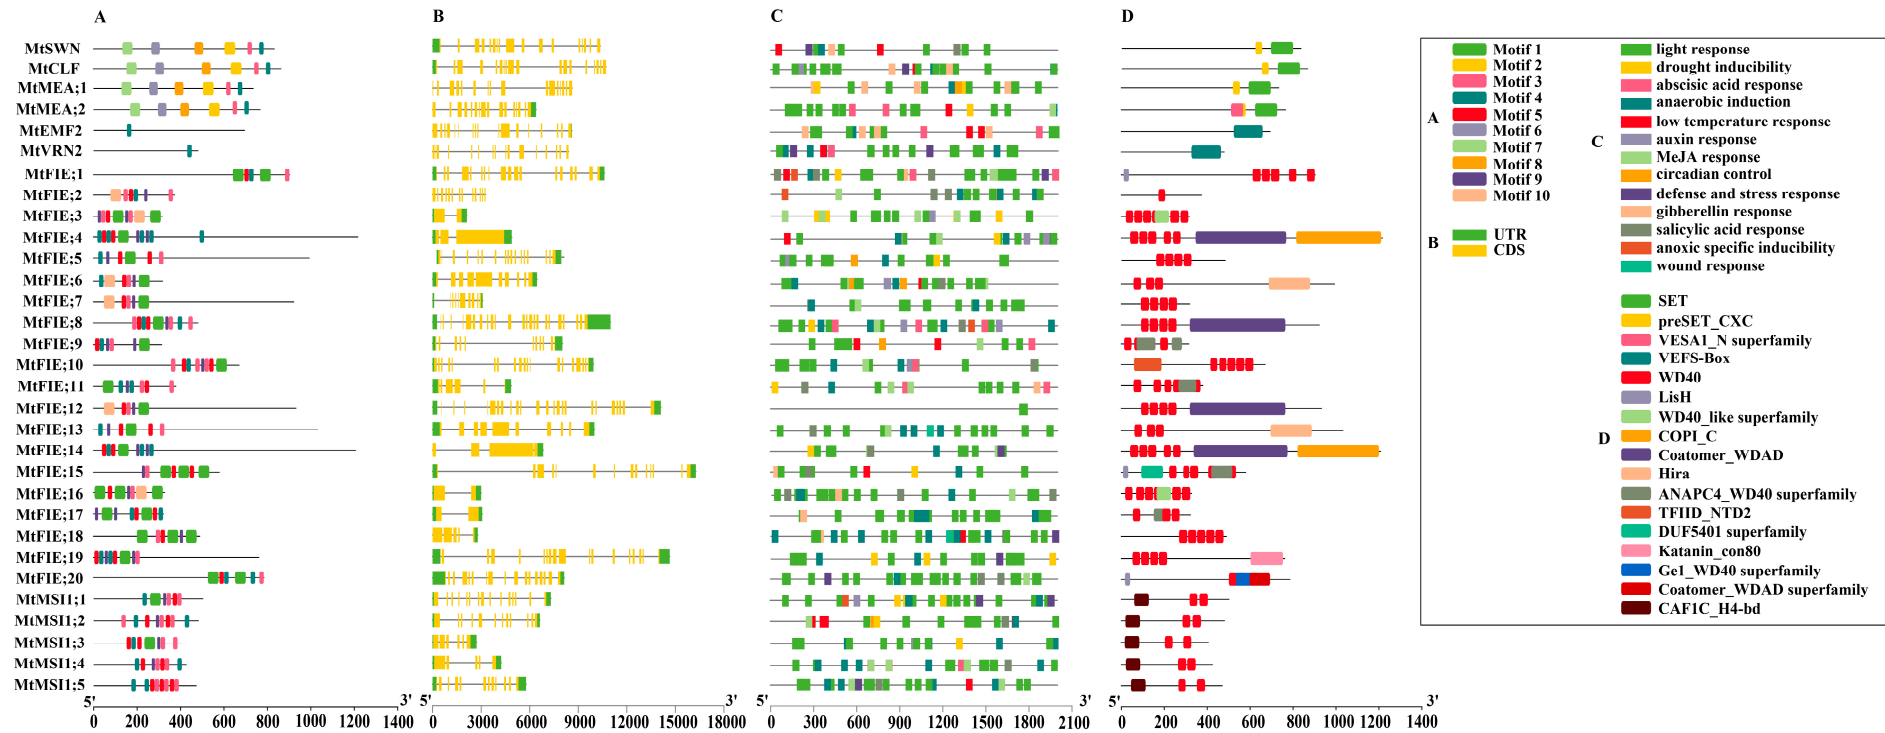 A
B
C
D
MtSWN
MtCLF
MtMEA;1
MtMEA;2
MtEMF2
MtVRN2
MtFIE;1
MtFIE;2
MtFIE;3
MtFIE;4
MtFIE;5
MtFIE;6
MtFIE;7
MtFIE;8
MtFIE;9
MtFIE;10
MtFIE;11
MtFIE;12
MtFIE;13
MtFIE;14
MtFIE;15
MtFIE;16
MtFIE;17
MtFIE;18
MtFIE;19
MtFIE;20
MtMSI1;1
MtMSI1;2
MtMSI1;3
MtMSI1;4
MtMSI1;5
5' 3'
0 200 400 600 800 1000 1200 1400
5' 3'
0 3000 6000 9000 12000 15000 18000
5' 3'
0 300 600 900 1200 1500 1800 2100
5' 3'
0 200 400 600 800 1000 1200 1400
A
Motif 1
Motif 2
Motif 3
Motif 4
Motif 5
Motif 6
Motif 7
Motif 8
Motif 9
Motif 10
B
UTR
CDS
C
light response
drought inducibility
abscisic acid response
anaerobic induction
low temperature response
auxin response
MeJA response
circadian control
defense and stress response
gibberellin response
salicylic acid response
anoxic specific inducibility
wound response
D
SET
preSET_CXC
VESA1_N superfamily
VEFS-Box
WD40
LisH
WD40_like superfamily
COPI_C
Coatomer_WDAD
Hira
ANAPC4_WD40 superfamily
TFIID_NTD2
DUF5401 superfamily
Katanin_con80
Ge1_WD40 superfamily
Coatomer_WDAD superfamily
CAF1C_H4-bd